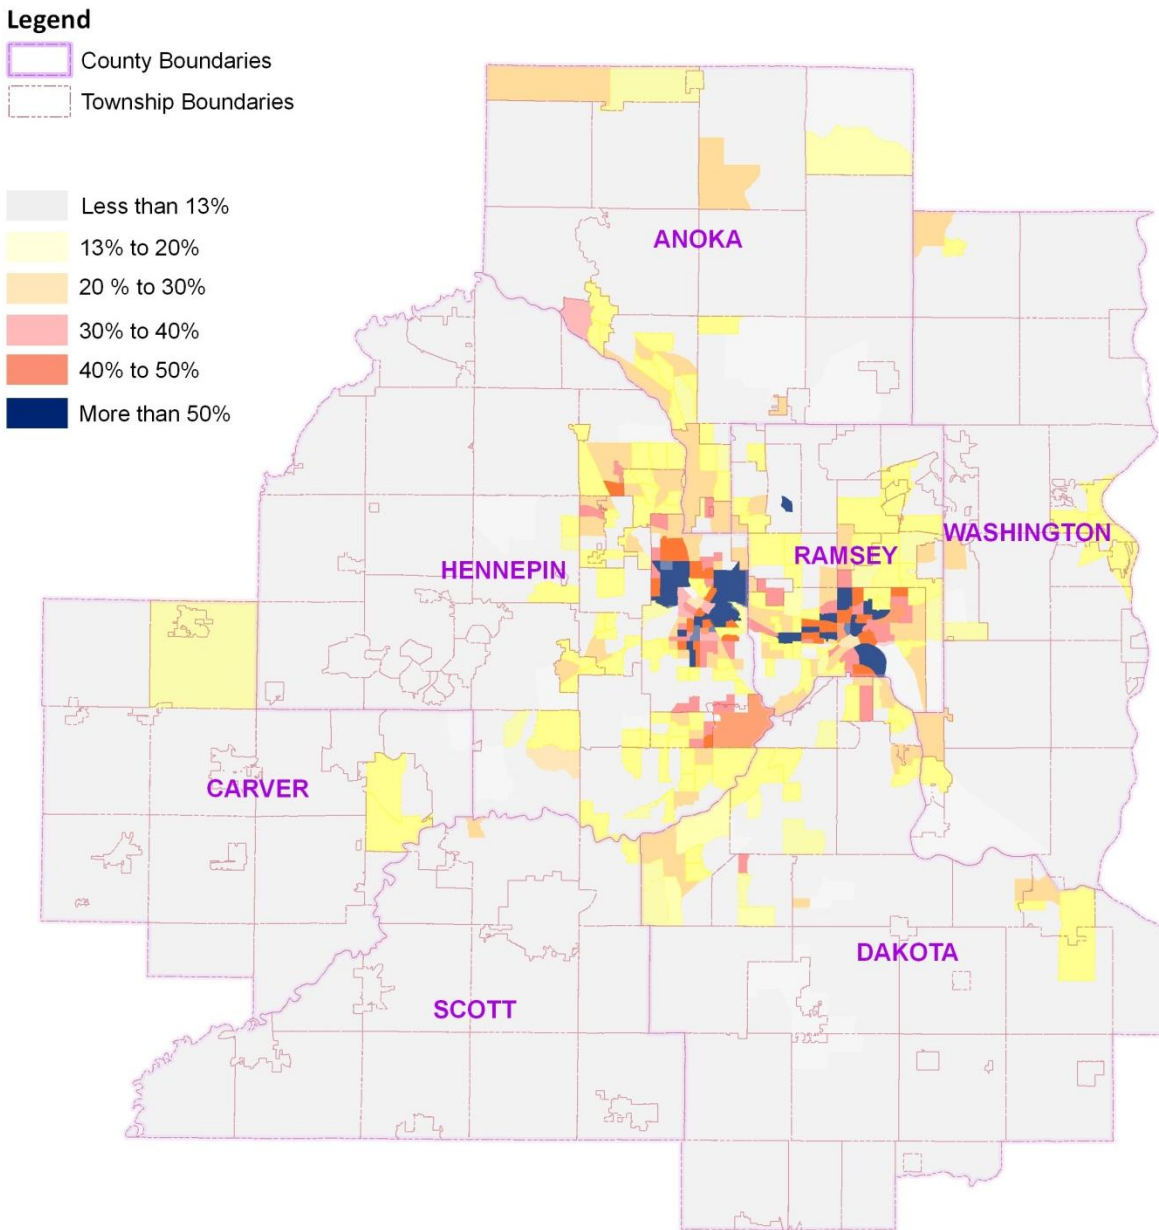 Legend
County Boundaries
Township Boundaries
Less than 13%
13% to 20%
20 % to 30%
30% to 40%
40% to 50%
More than 50%
ANOKA
WASHINGTON
RAMSEY
HENNEPIN
CARVER
DAKOTA
SCOTT